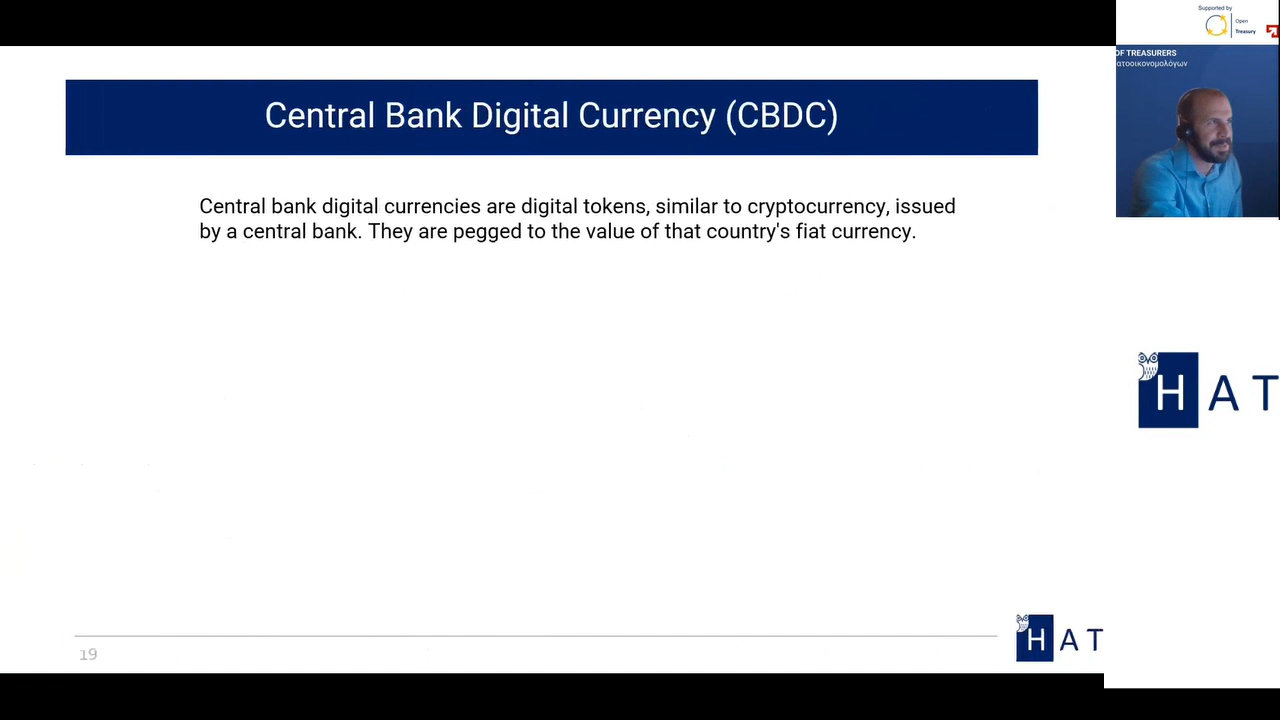 Supported by
Open
Treasury
OF TREASURERS
ατοοικονομολόγων
Central Bank Digital Currency (CBDC)
Central bank digital currencies are digital tokens, similar to cryptocurrency, issued
by a central bank. They are pegged to the value of that country's fiat currency.
HAT
19
HAT